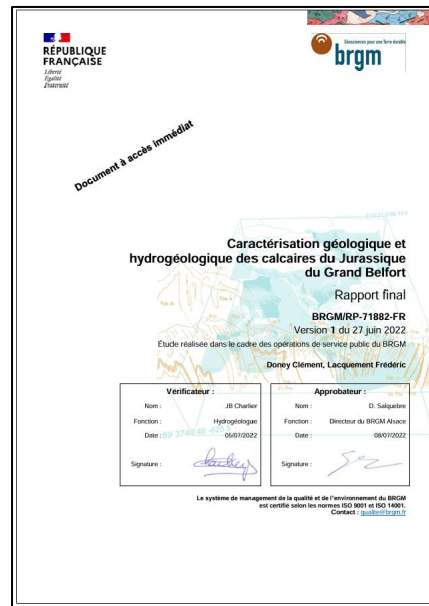 RÉPUBLIQUE
FRANÇAISE
Liberté
Égalité
Fraternité
Géosciences pour une Terre durable
brgm
Document à accès immédiat
Caractérisation géologique et
hydrogéologique des calcaires du Jurassique
du Grand Belfort
Rapport final
BRGM/RP-71882-FR
Version 1 du 27 juin 2022
Étude réalisée dans le cadre des opérations de service public du BRGM
Doney Clément, Lacquement Frédéric
Vérificateur :
Nom : JB Charlier
Fonction : Hydrogéologue
Date : 05/07/2022
Signature :
Approbateur :
Nom : D. Salquebre
Fonction : Directeur du BRGM Alsace
Date : 08/07/2022
Signature :
Le système de management de la qualité et de l'environnement du BRGM
est certifié selon les normes ISO 9001 et ISO 14001.
Contact : qualite@brgm.fr